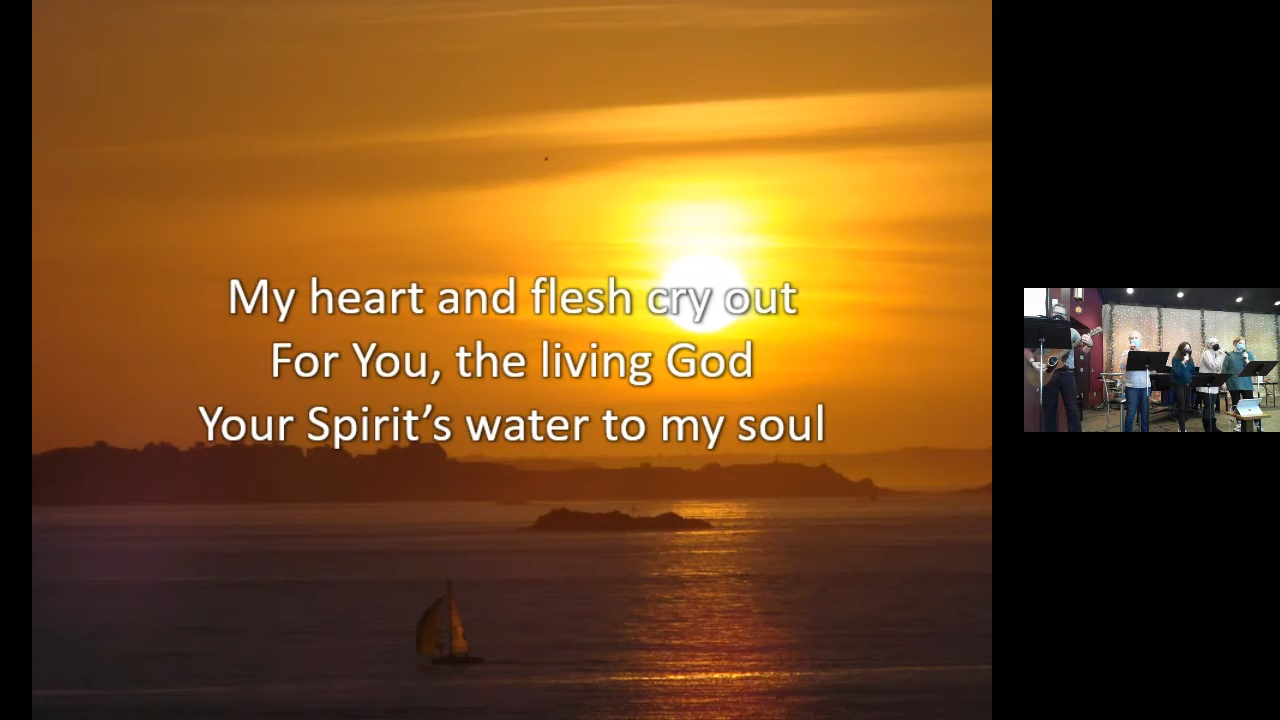 My heart and flesh cry out
For You, the living God
Your Spirit’s water to my soul